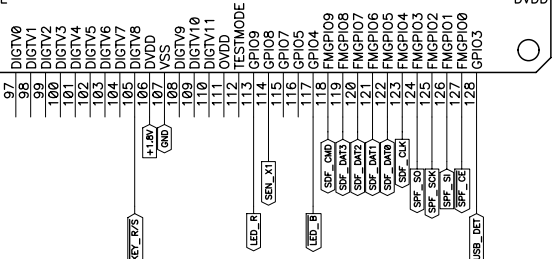 DIGTV0
DIGTV1
DIGTV2
DIGTV3
DIGTV4
DIGTV5
DIGTV6
DIGTV7
DIGTV8
DVDD
VSS
DIGTV9
DIGTV10
DIGTV11
OVDD
TESTMODE
GPIO9
GPIO8
GPIO7
GPIO5
GPIO4
FMGPIO9
FMGPIO8
FMGPIO7
FMGPIO6
FMGPIO5
FMGPIO4
FMGPIO3
FMGPIO2
FMGPIO1
FMGPIO0
GPIO3
97
98
99
100
101
102
103
104
105
106
107
108
109
110
111
112
113
114
115
116
117
118
119
120
121
122
123
124
125
126
127
128
KEY_R/S
+1.8V
GND
LED_R
SEN_X1
LED_B
SDF_CMD
SDF_DAT3
SDF_DAT2
SDF_DAT1
SDF_DAT0
SDF_CLK
SPF_SO
SPF_SCK
SPF_SI
SPF_CE
USB_DET